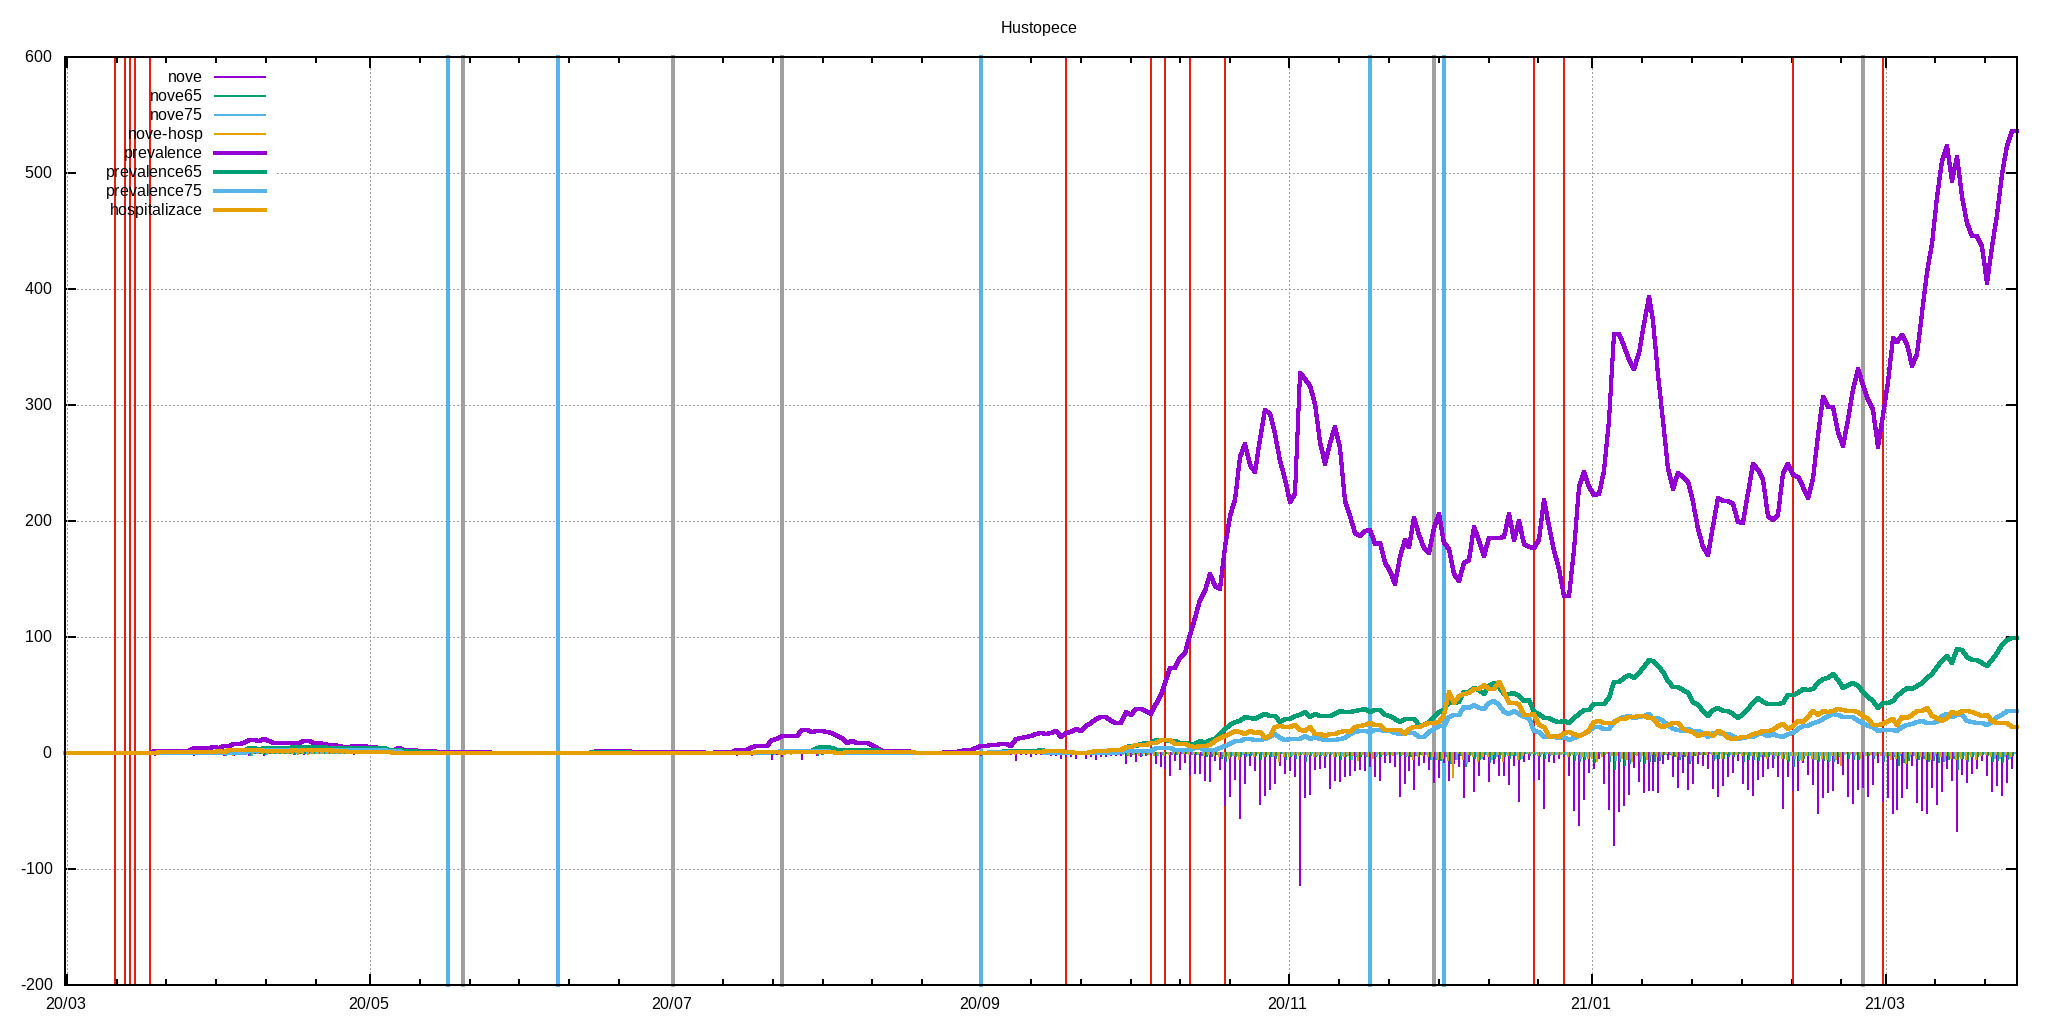 Hustopece
600
500
400
300
200
100
0
-100
-200
nove
nove65
nove75
nove-hosp
prevalence
prevalence65
prevalence75
hospitalizace
20/03
20/05
20/07
20/09
20/11
21/01
21/03